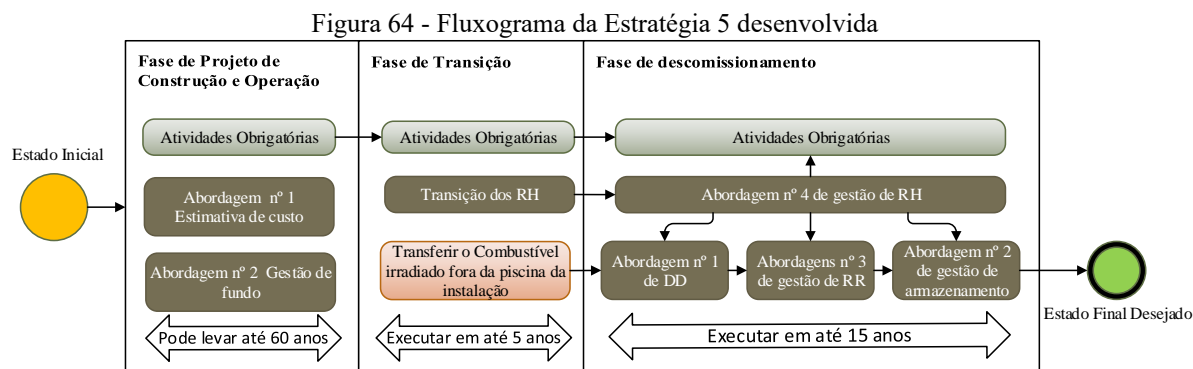 Figura 64 - Fluxograma da Estratégia 5 desenvolvida
Fase de Projeto de
Construção e Operação
Fase de Transição
Fase de descomissionamento
Estado Inicial
Atividades Obrigatórias
Atividades Obrigatórias
Atividades Obrigatórias
Abordagem nº 1
Estimativa de custo
Transição dos RH
Abordagem nº 4 de gestão de RH
Abordagem nº 2 Gestão de
fundo
Transferir o Combustível
irradiado fora da piscina da
instalação
Abordagem nº 1
de DD
Abordagens nº 3
de gestão de RR
Abordagem nº 2
de gestão de
armazenamento
Estado Final Desejado
Pode levar até 60 anos
Executar em até 5 anos
Executar em até 15 anos